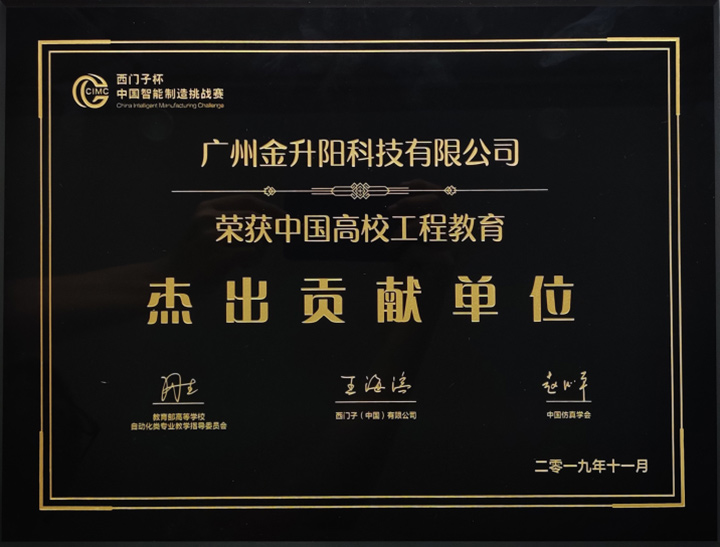 CIMC
西门子杯
中国智能制造挑战赛
China Intelligent Manufacturing Challenge
广州金升阳科技有限公司
荣获中国高校工程教育
杰出贡献单位
王海滨
教育部高等学校
自动化类专业教学指导委员会
西门子（中国）有限公司
中国仿真学会
二零一九年十一月